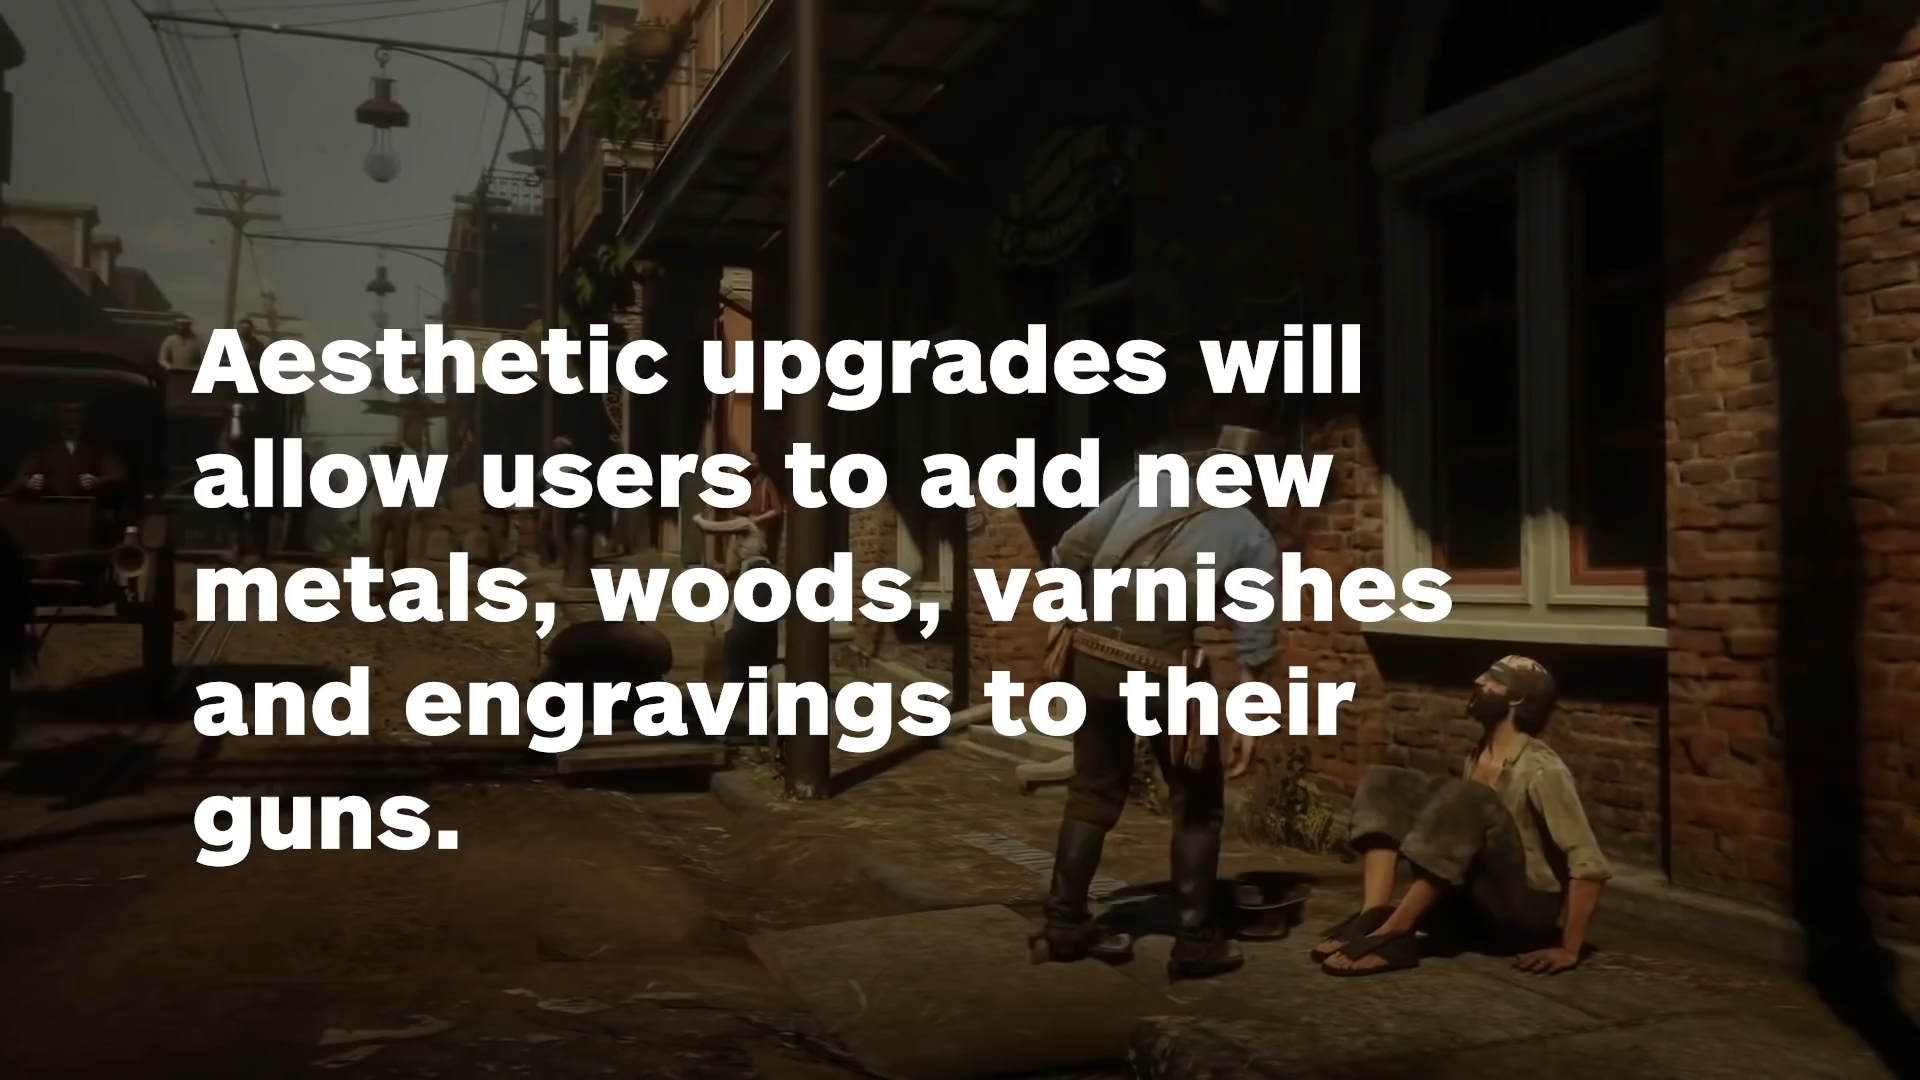 Aesthetic upgrades will
allow users to add new
metals, woods, varnishes
and engravings to their
guns.